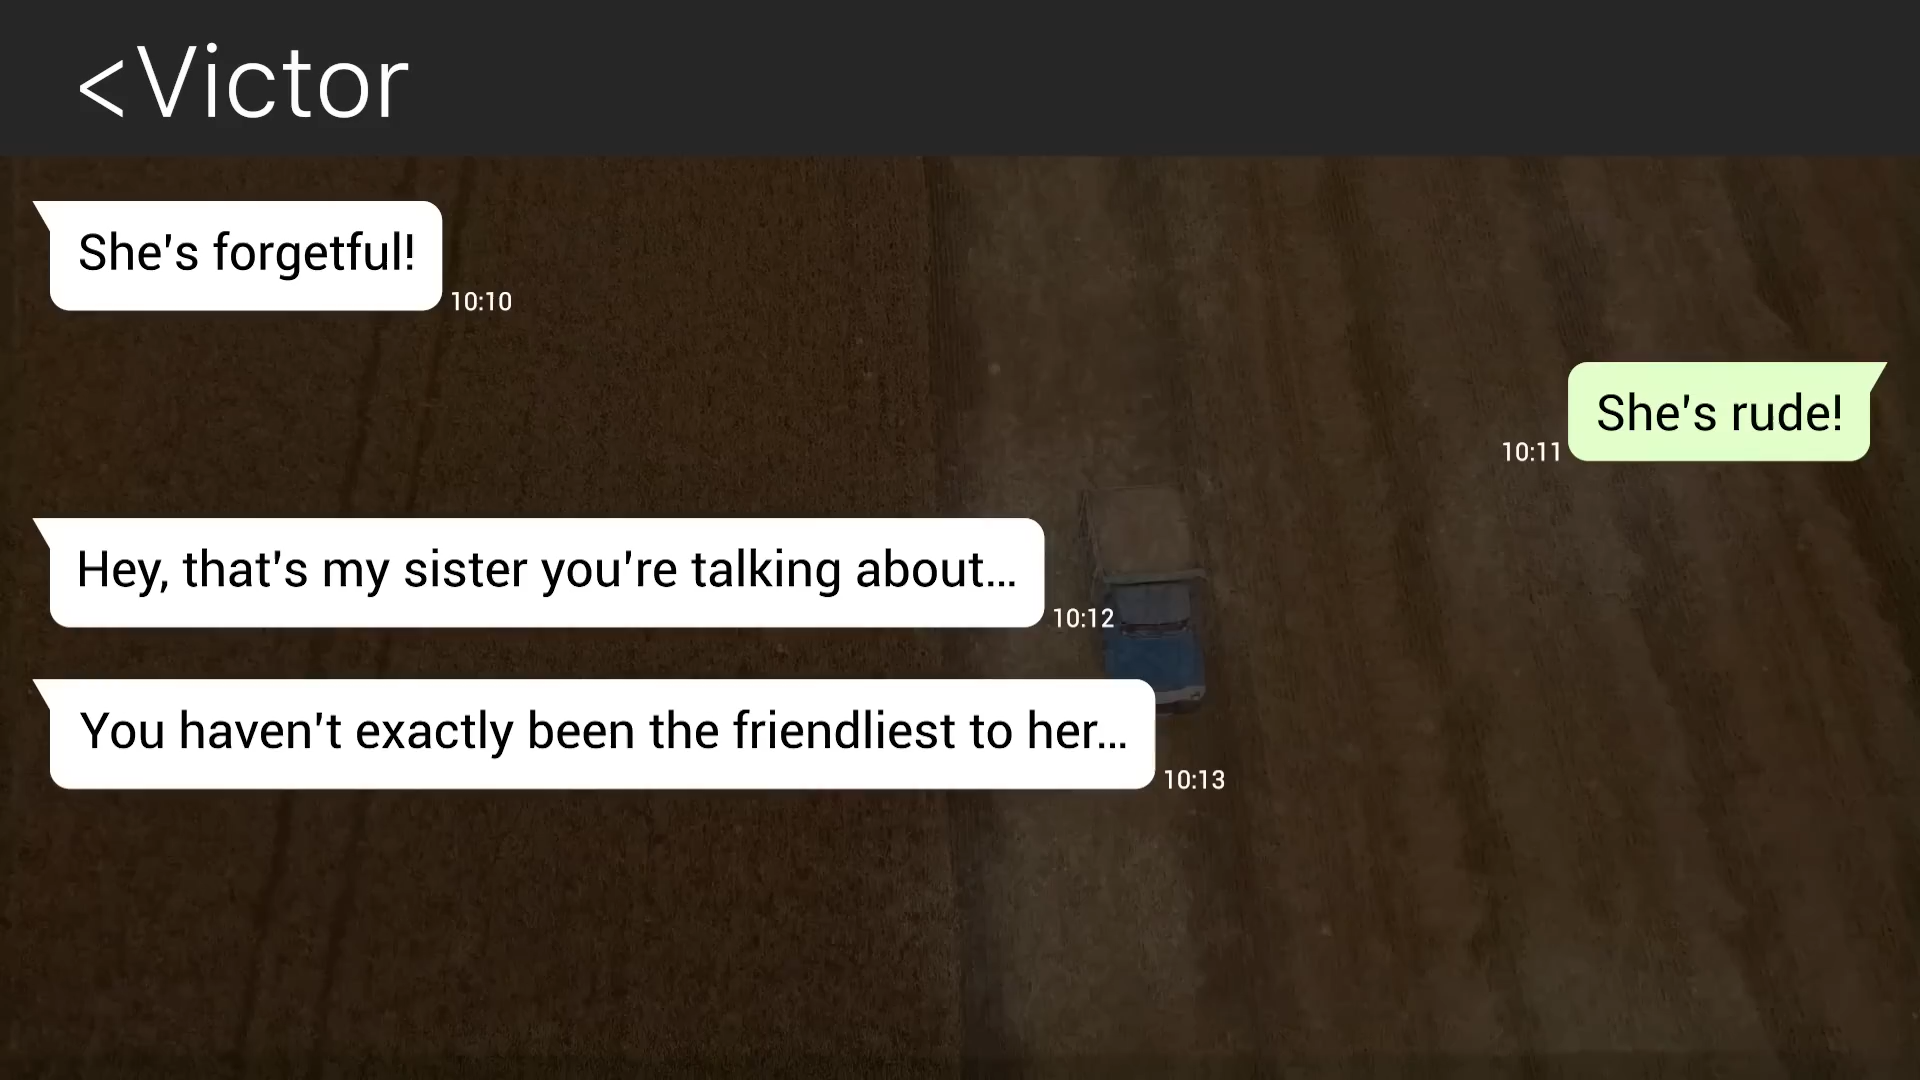 <Victor
She's forgetful!
10:10
She's rude!
10:11
Hey, that's my sister you're talking about...
10:12
You haven't exactly been the friendliest to her...
10:13